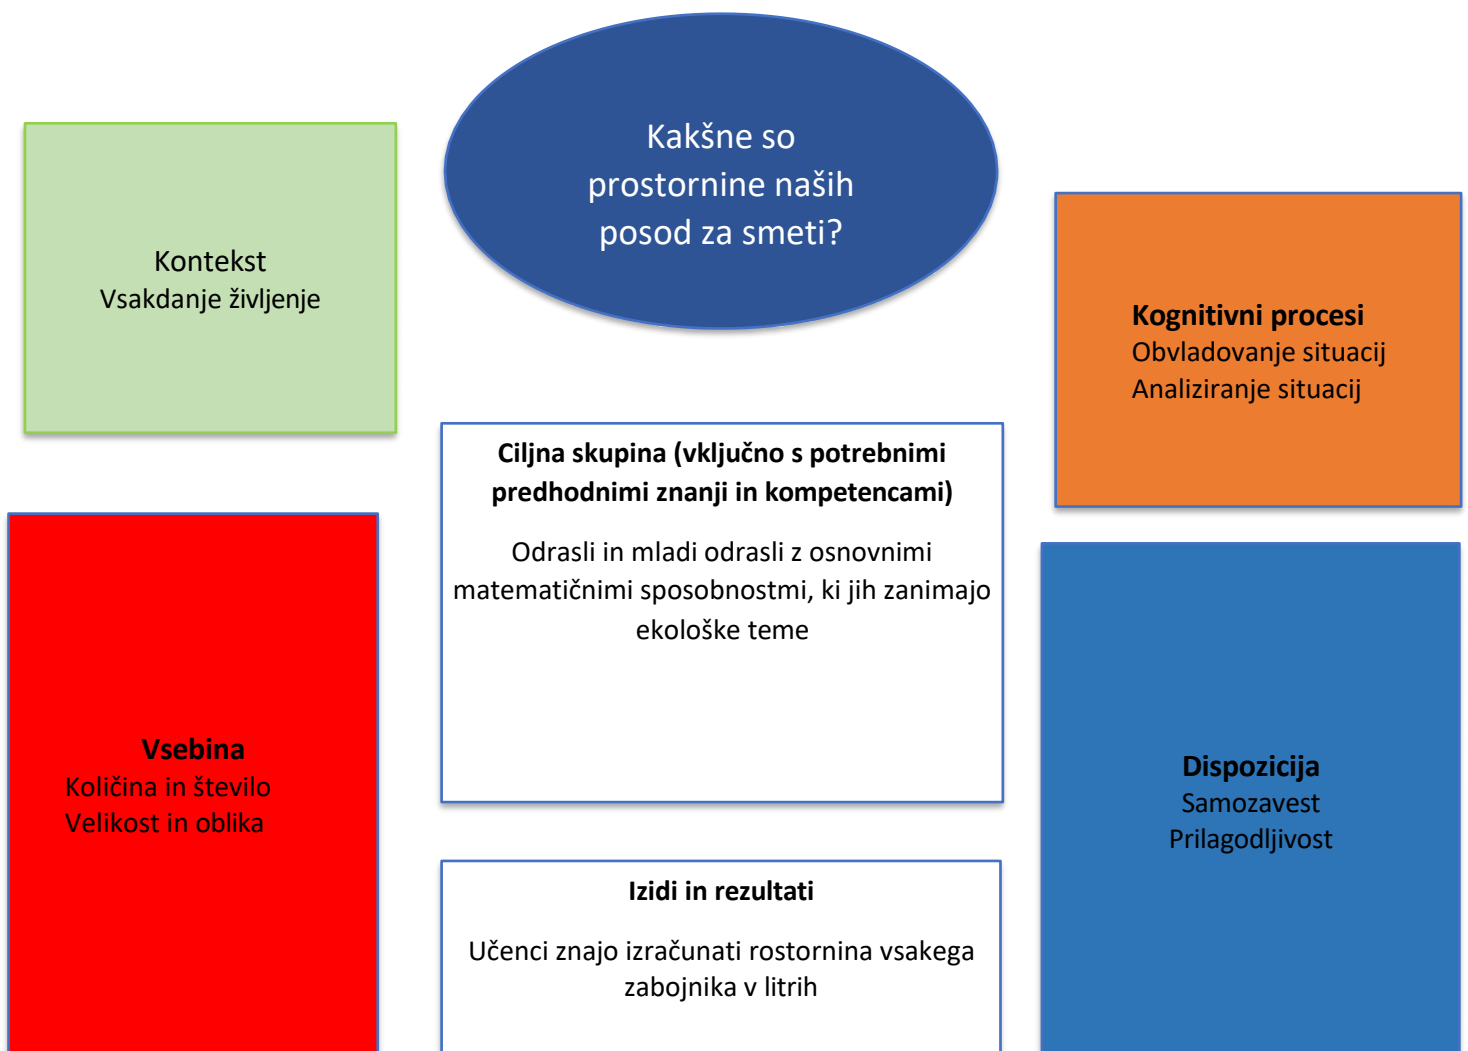 Kakšne so
prostornine naših
posod za smeti?
Kontekst
Vsakdanje življenje
Kognitivni procesi
Obvladovanje situacij
Analiziranje situacij
Ciljna skupina (vključno s potrebnimi
predhodnimi znanji in kompetencami)
Odrasli in mladi odrasli z osnovnimi
matematičnimi sposobnostmi, ki jih zanimajo
ekološke teme
Vsebina
Količina in število
Velikost in oblika
Dispozicija
Samozavest
Prilagodljivost
Izidi in rezultati
Učenci znajo izračunati rostornina vsakega
zabojnika v litrih